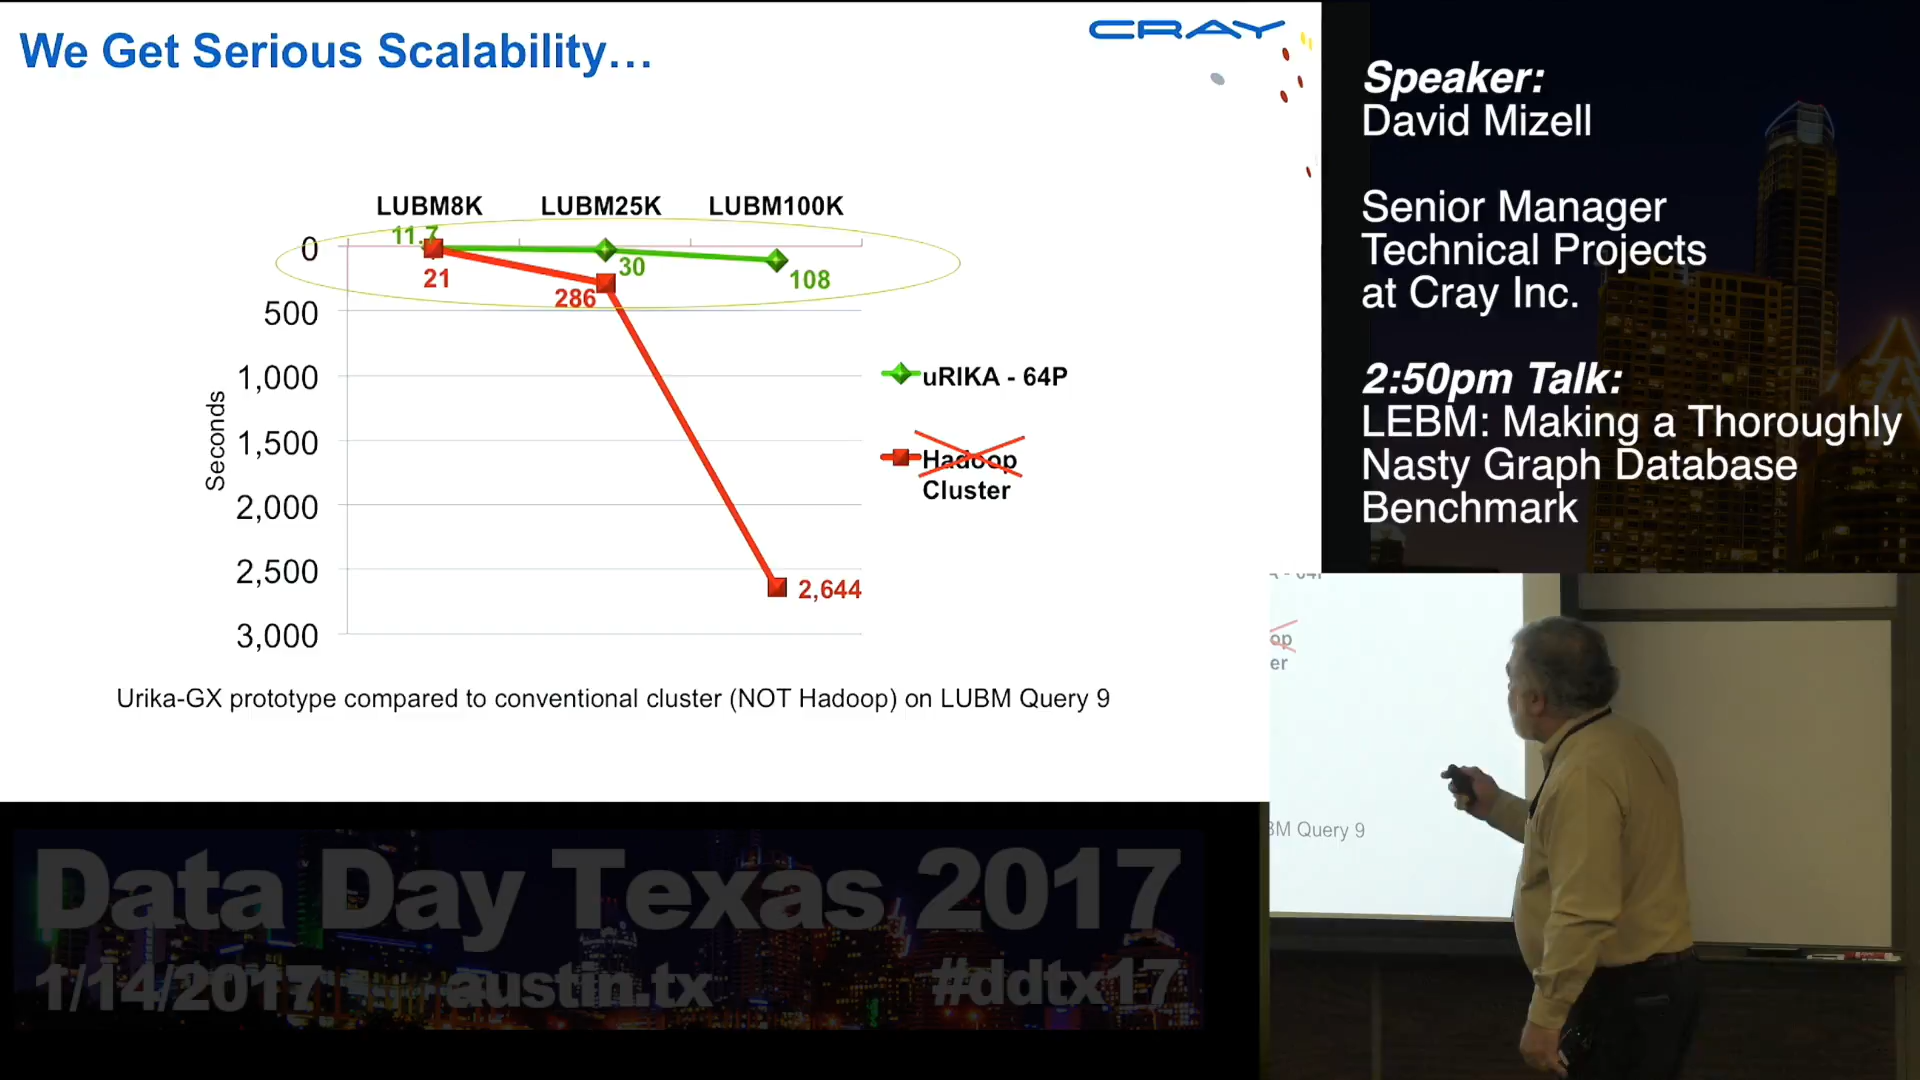 We Get Serious Scalability...
CRAY
LUBM8K LUBM25K LUBM100K
11.7
0
30
21
108
286
500
1,000
1,500
2,000
2,500
3,000
Seconds
2,644
uRIKA - 64P
Hadoop
Cluster
Urika-GX prototype compared to conventional cluster (NOT Hadoop) on LUBM Query 9
Speaker:
David Mizell
Senior Manager
Technical Projects
at Cray Inc.
2:50pm Talk:
LEBM: Making a Thoroughly
Nasty Graph Database
Benchmark
op
er
BM Query 9
Data Day Texas 2017
1/14/2017 austin.tx #ddtx17